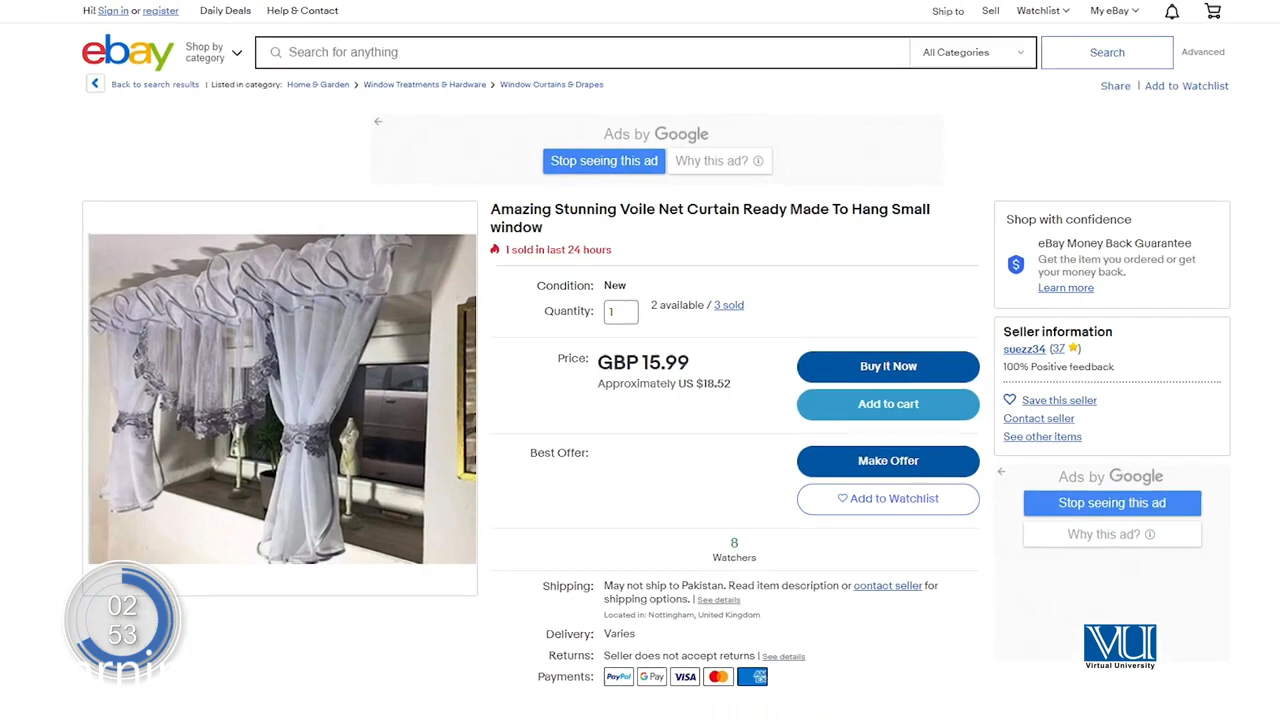 Hi! Sign in or register Daily Deals Help & Contact Ship to Sell Watchlist My eBay
ebay Shop by category Search for anything All Categories Search Advanced
Back to search results | Listed in category: Home & Garden > Window Treatments & Hardware > Window Curtains & Drapes Share | Add to Watchlist
Ads by Google
Stop seeing this ad Why this ad?
Amazing Stunning Voile Net Curtain Ready Made To Hang Small
window
1 sold in last 24 hours
Condition: New
Quantity: 1 2 available / 3 sold
Price: GBP 15.99
Approximately US $18.52
Buy It Now
Add to cart
Best Offer:
Make Offer
Add to Watchlist
8
Watchers
Shipping: May not ship to Pakistan. Read item description or contact seller for
shipping options. | See details
Located in: Nottingham, United Kingdom
Delivery: Varies
Returns: Seller does not accept returns | See details
Payments: PayPal G Pay VISA
Shop with confidence
eBay Money Back Guarantee
Get the item you ordered or get
your money back.
Learn more
Seller information
suezz34 (37)
100% Positive feedback
Save this seller
Contact seller
See other items
Ads by Google
Stop seeing this ad
Why this ad?
02
53
VU
Virtual University